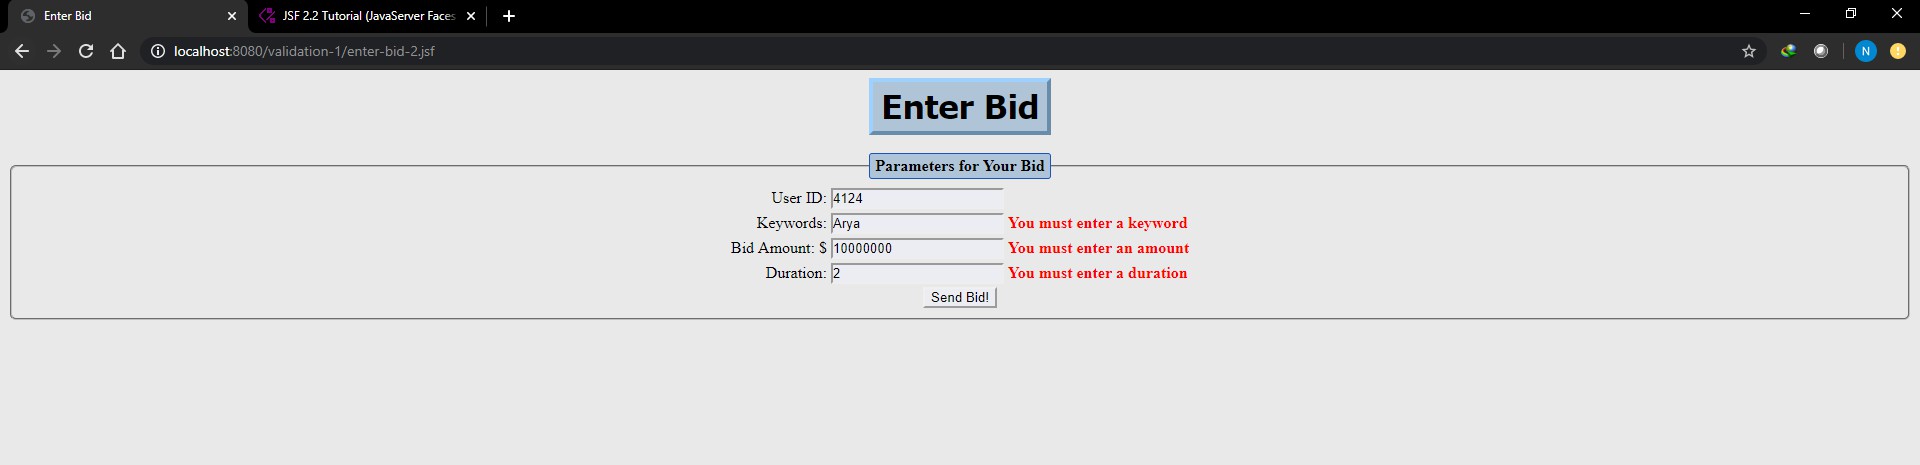 Enter Bid
JSF 2.2 Tutorial (JavaServer Faces
localhost:8080/validation-1/enter-bid-2.jsf
N
Enter Bid
Parameters for Your Bid
User ID: 4124
Keywords: Arya You must enter a keyword
Bid Amount: $ 10000000 You must enter an amount
Duration: 2 You must enter a duration
Send Bid!